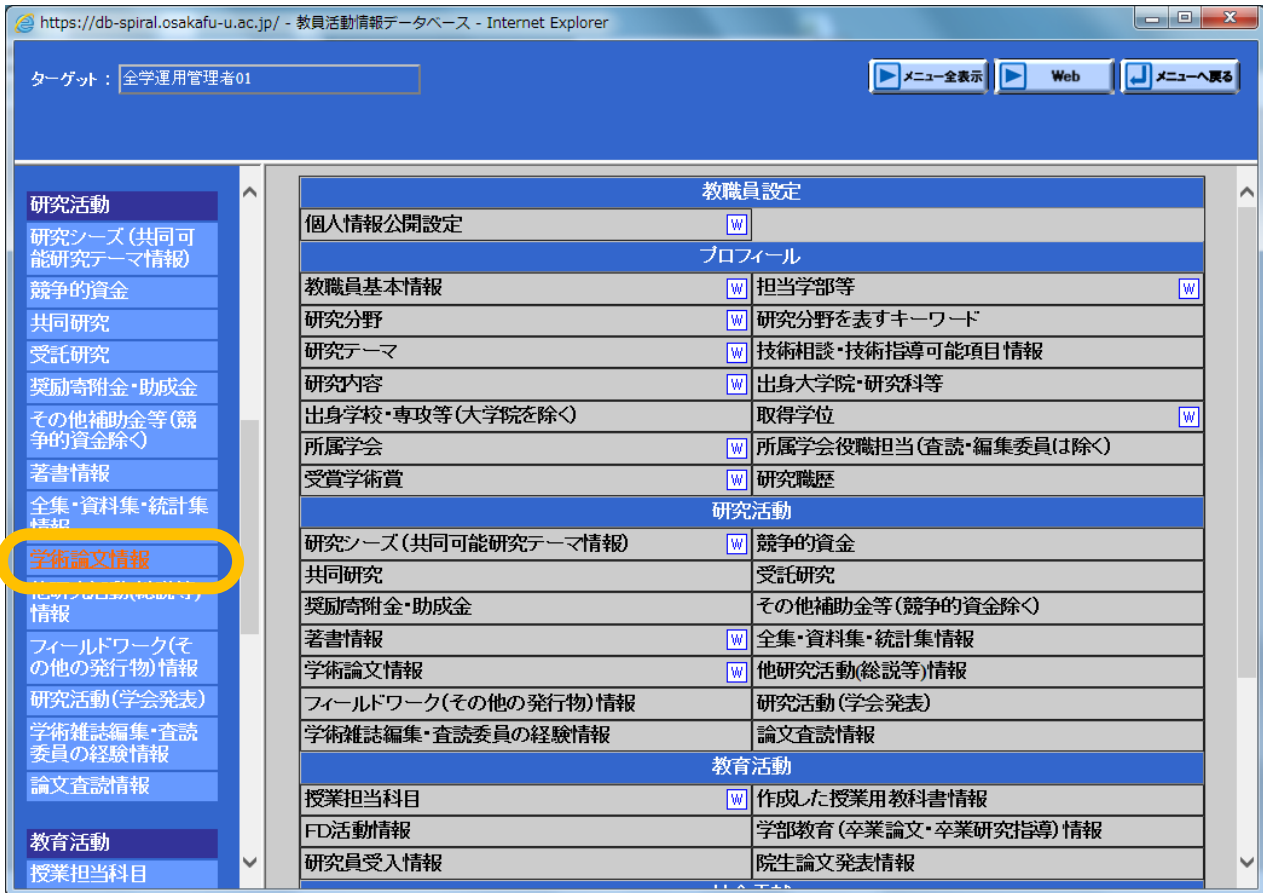 https://db-spiral.osakafu-u.ac.jp/ - 教員活動情報データベース - Internet Explorer
ターゲット： 全学運用管理者01
メニュー全表示 Web メニューへ戻る
研究活動
研究シーズ(共同可
能研究テーマ情報)
競争的資金
共同研究
受託研究
奨励寄附金・助成金
その他補助金等(競
争的資金除く)
著書情報
全集・資料集・統計集
情報
学術論文情報
他研究活動(総説等)
情報
フィールドワーク(そ
の他の発行物)情報
研究活動(学会発表)
学術雑誌編集・査読
委員の経験情報
論文査読情報
教育活動
授業担当科目
教職員設定
個人情報公開設定 W
プロフィール
教職員基本情報 W 担当学部等 W
研究分野 W 研究分野を表すキーワード
研究テーマ W 技術相談・技術指導可能項目情報
研究内容 W 出身大学院・研究科等
出身学校・専攻等(大学院を除く) 取得学位 W
所属学会 W 所属学会役職担当(査読・編集委員は除く)
受賞学術賞 W 研究職歴
研究活動
研究シーズ(共同可能研究テーマ情報) W 競争的資金
共同研究 受託研究
奨励寄附金・助成金 その他補助金等(競争的資金除く)
著書情報 W 全集・資料集・統計集情報
学術論文情報 W 他研究活動(総説等)情報
フィールドワーク(その他の発行物)情報 研究活動(学会発表)
学術雑誌編集・査読委員の経験情報 論文査読情報
教育活動
授業担当科目 W 作成した授業用教科書情報
FD活動情報 学部教育(卒業論文・卒業研究指導)情報
研究員受入情報 院生論文発表情報